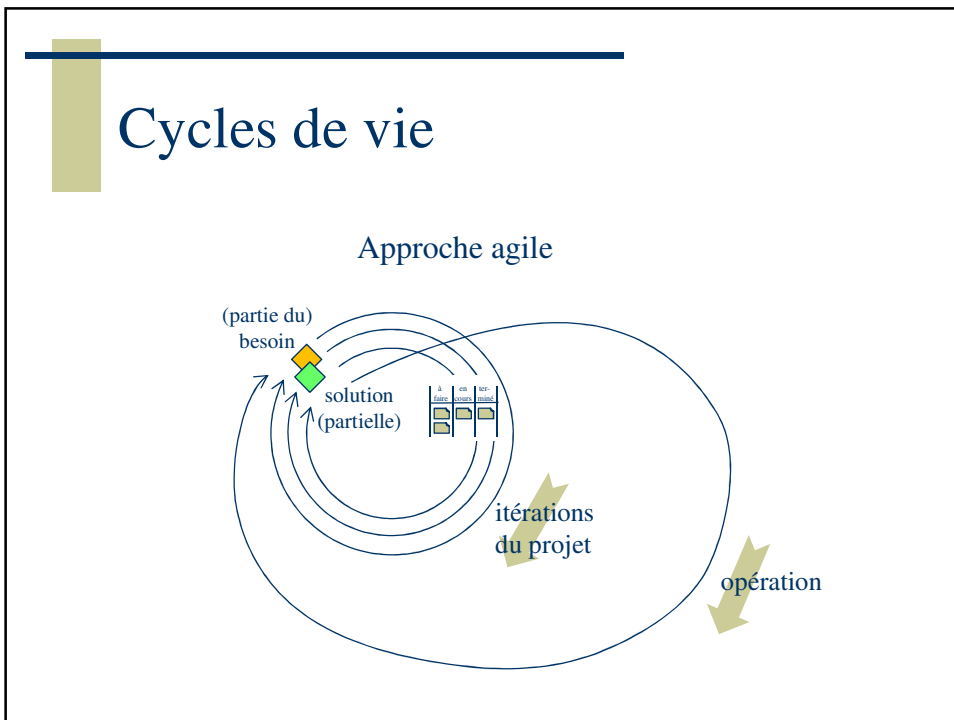 Cycles de vie
Approche agile
(partie du)
besoin
solution
(partielle)
à
faire
en
cours
ter-
miné
itérations
du projet
opération